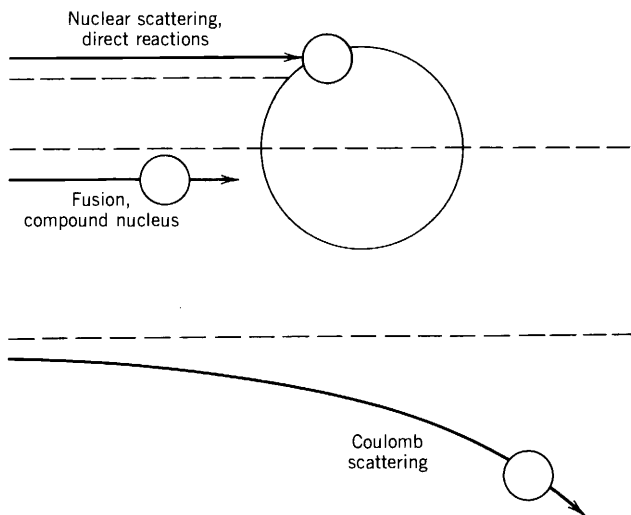 Nuclear scattering,
direct reactions
Fusion,
compound nucleus
Coulomb
scattering